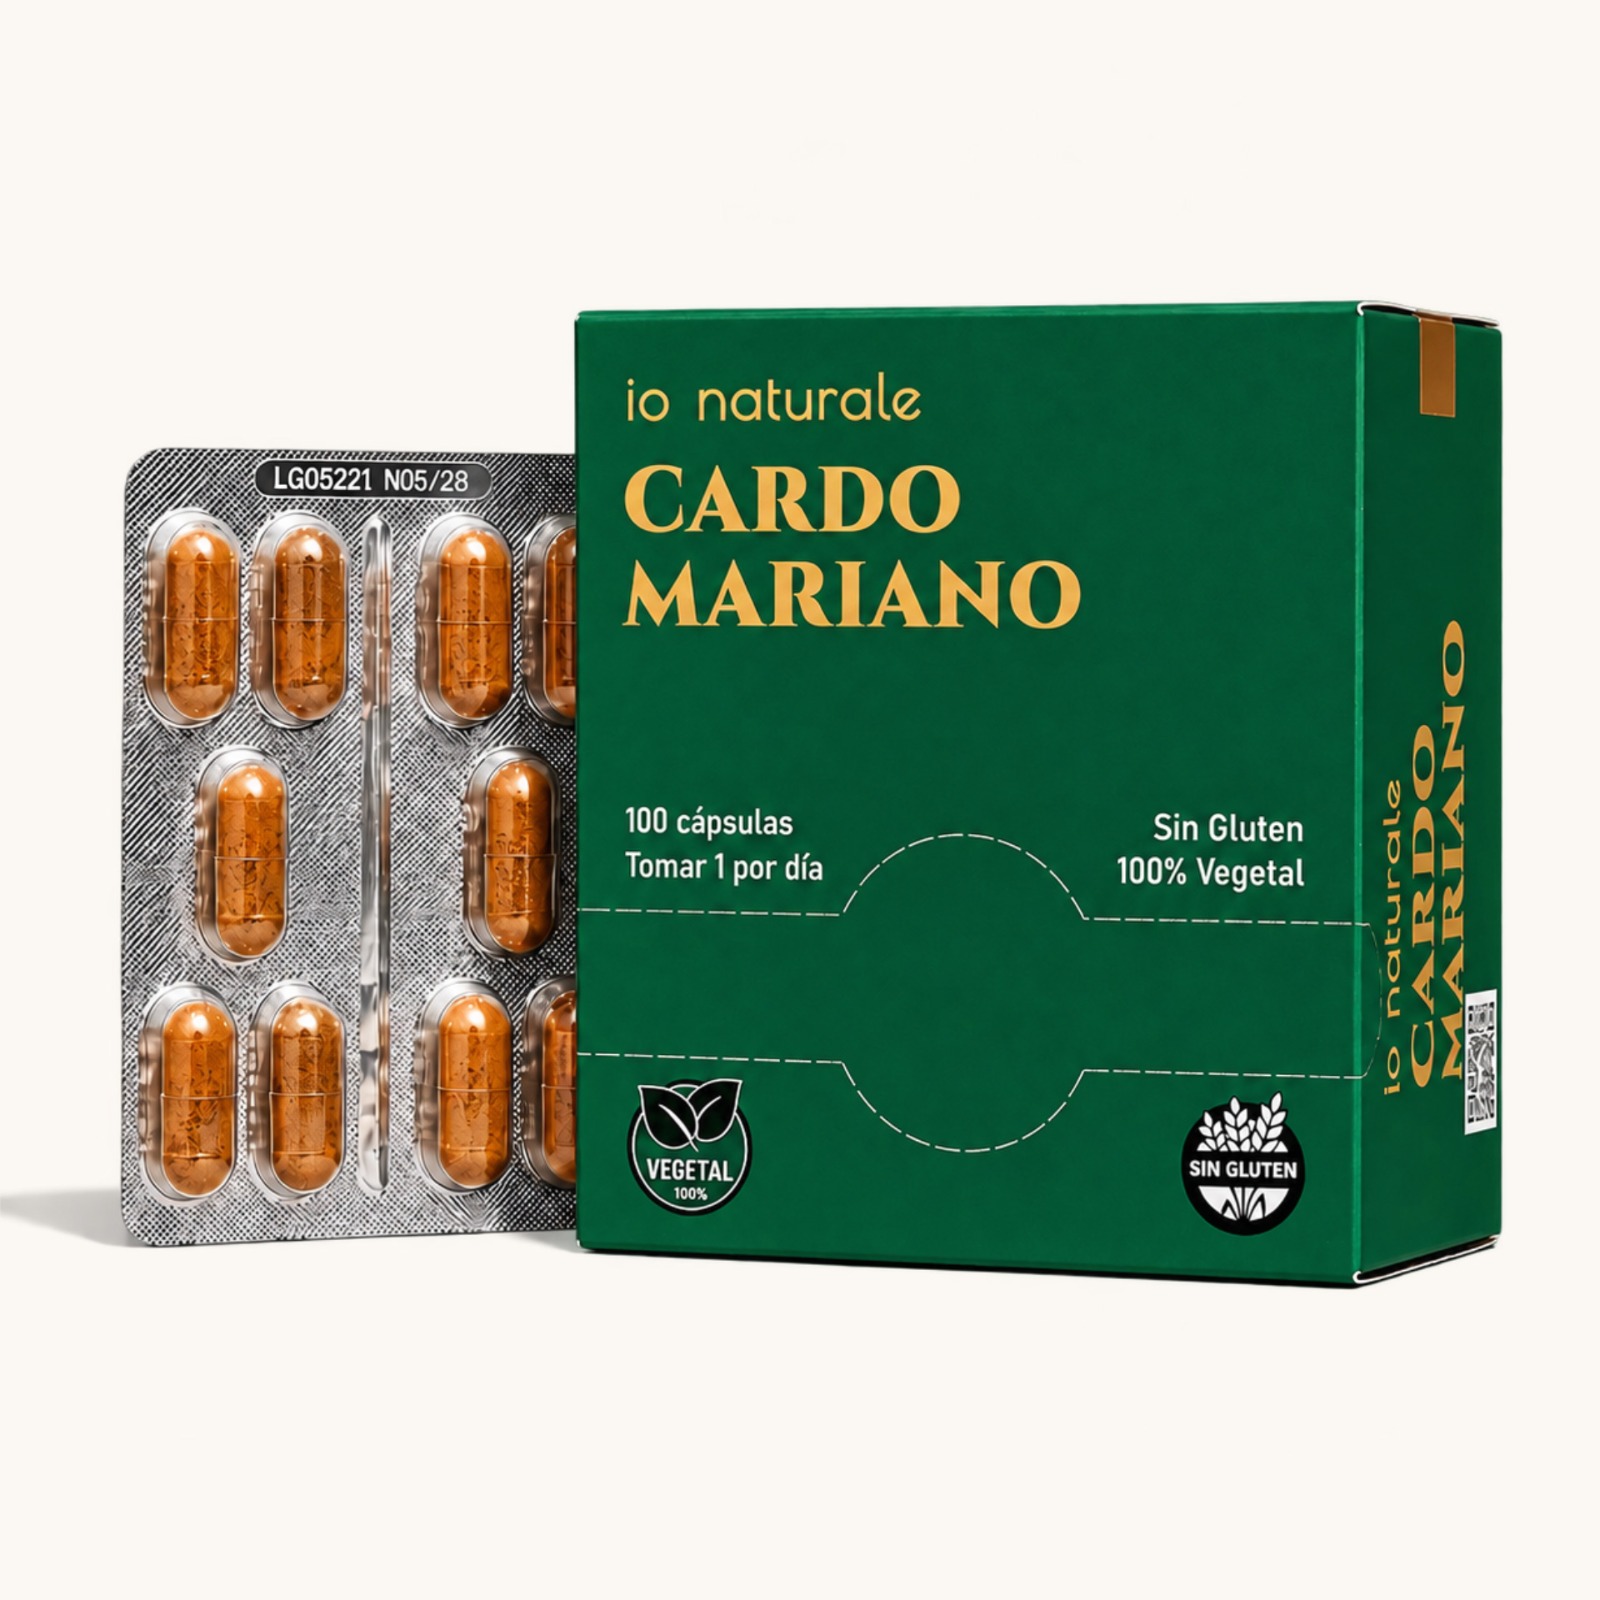 LG05221 N05/28
io naturale
CARDO
MARIANO
100 cápsulas
Tomar 1 por día
Sin Gluten
100% Vegetal
VEGETAL
100%
SIN GLUTEN
io naturale
CARDO
MARIANO